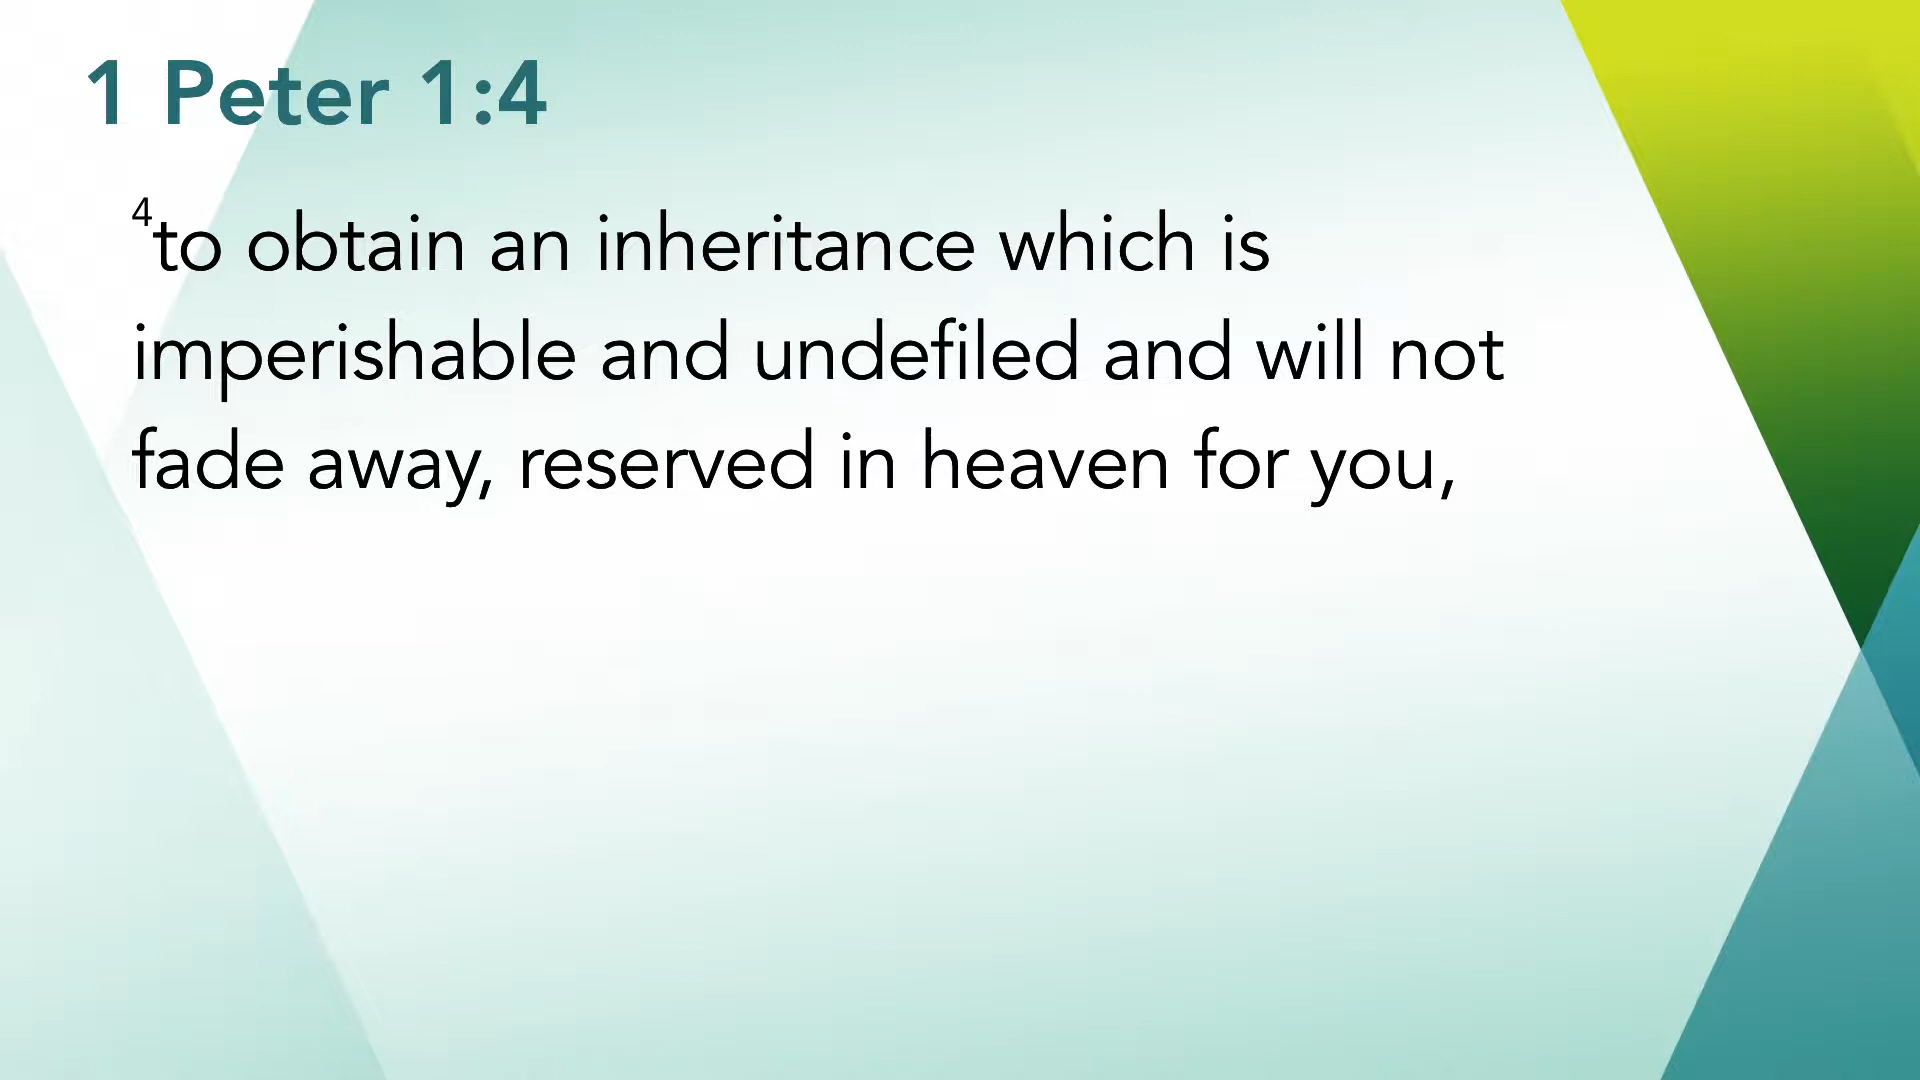 1 Peter 1:4
4to obtain an inheritance which is
imperishable and undefiled and will not
fade away, reserved in heaven for you,